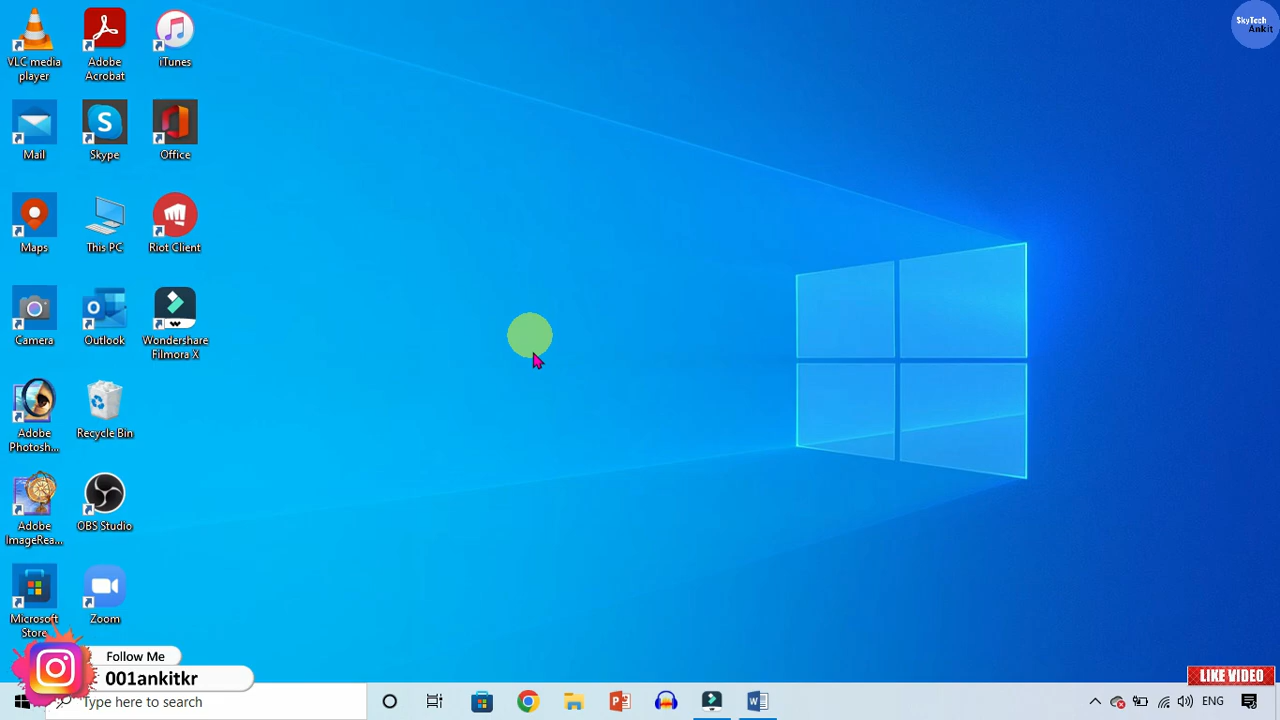 SkyTech
Ankit
VLC media
player
Adobe
Acrobat
iTunes
Mail
Skype
Office
Maps
This PC
Riot Client
Camera
Outlook
Wondershare
Filmora X
Adobe
Photosh...
Recycle Bin
Adobe
ImageRea...
OBS Studio
Microsoft
Store
Zoom
Follow Me
001ankitkr
LIKE VIDEO
Type here to search
ENG